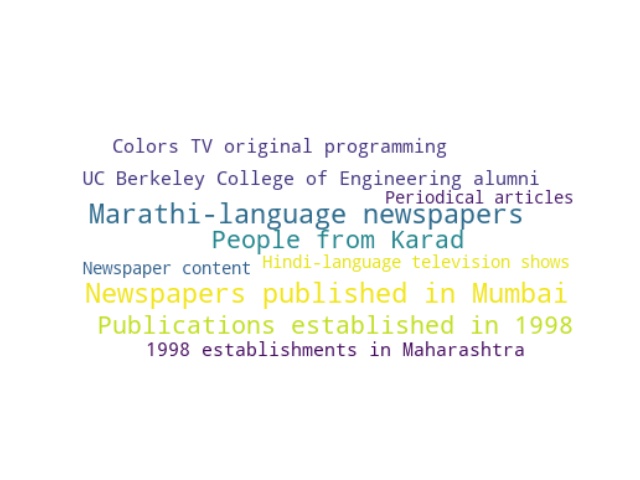 Colors TV original programming
UC Berkeley College of Engineering alumni
Periodical articles
Marathi-language newspapers
People from Karad
Hindi-language television shows
Newspaper content
Newspapers published in Mumbai
Publications established in 1998
1998 establishments in Maharashtra